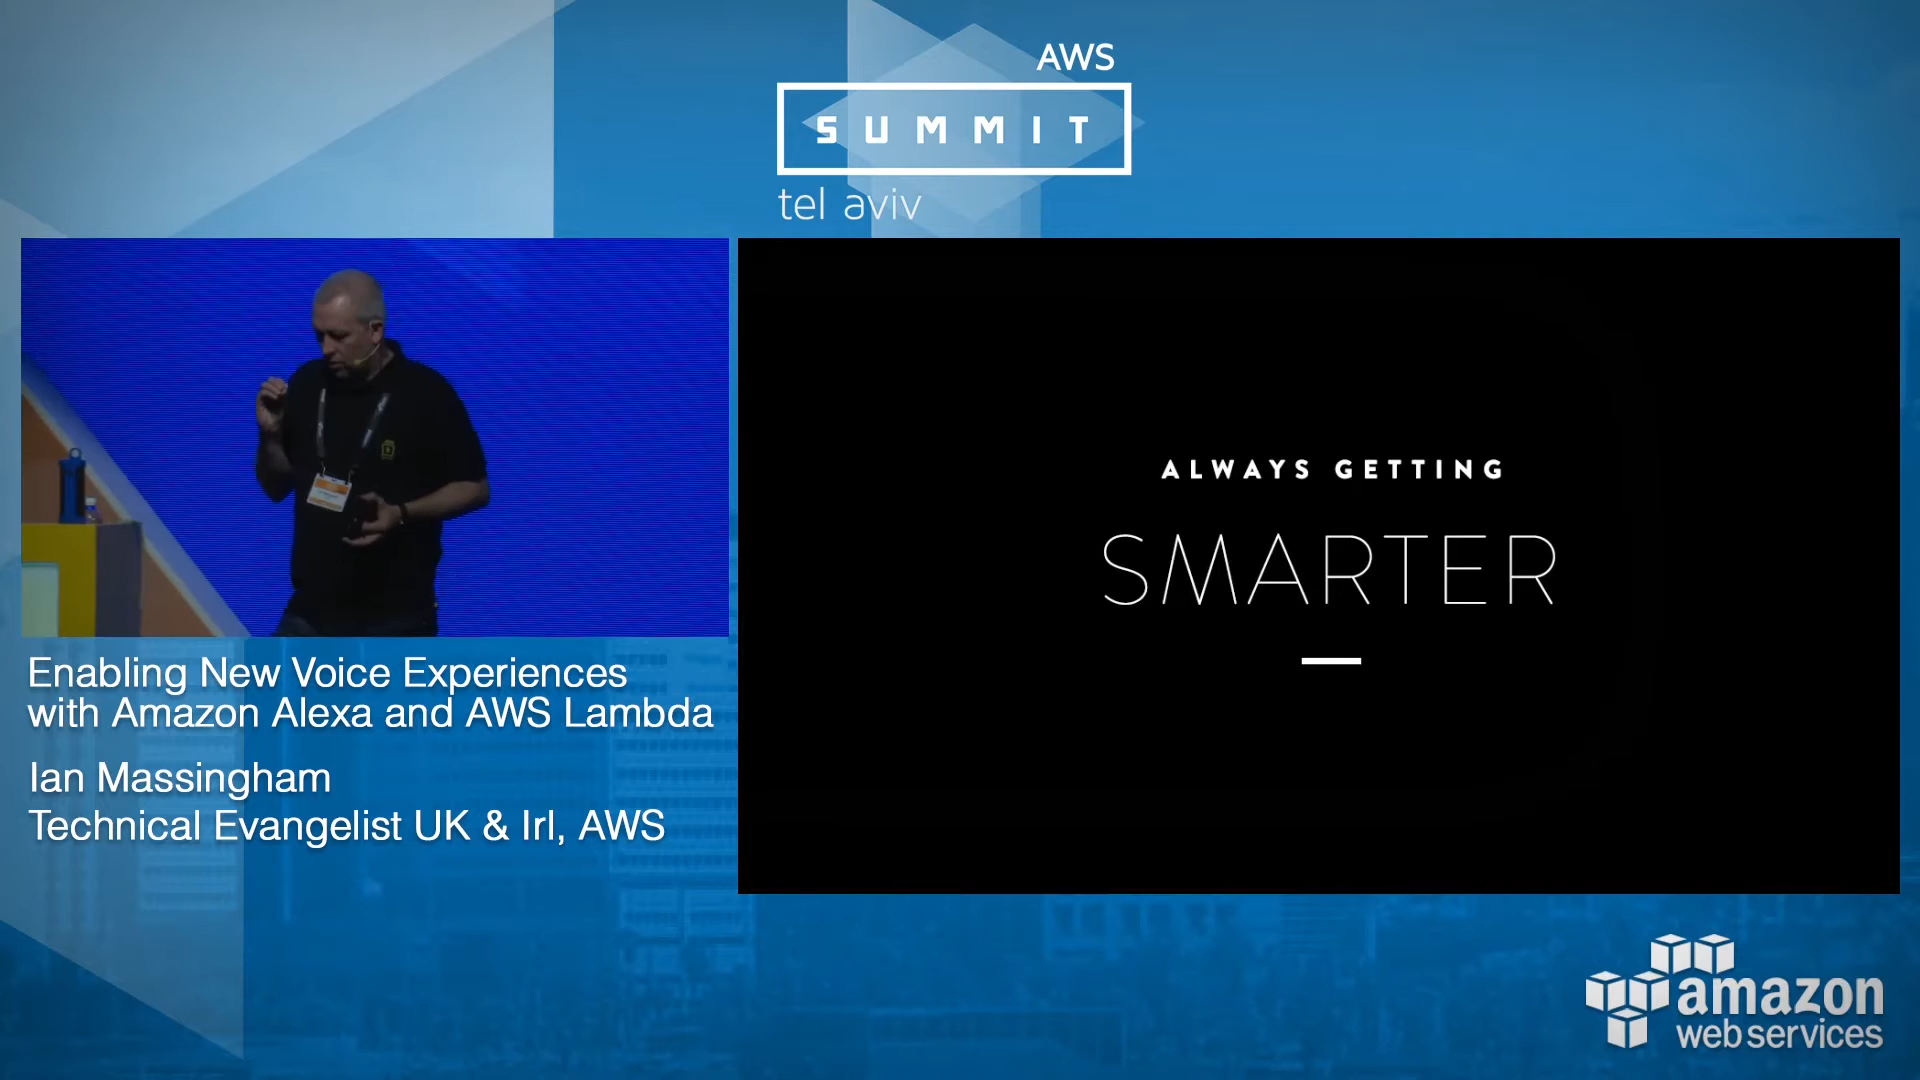 AWS
SUMMIT
tel aviv
ALWAYS GETTING
SMARTER
Enabling New Voice Experiences
with Amazon Alexa and AWS Lambda
Ian Massingham
Technical Evangelist UK & Irl, AWS
amazon
web services